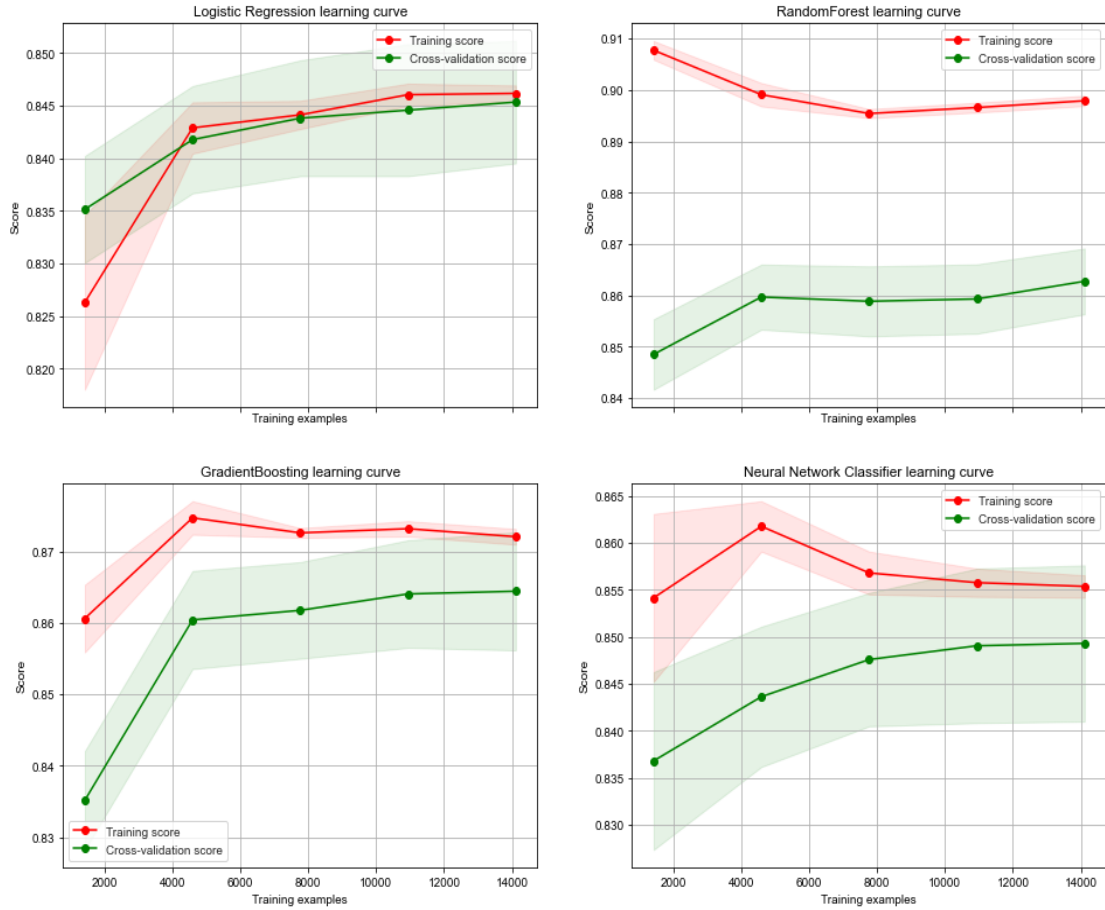 Logistic Regression learning curve
Training score
Cross-validation score
0.850
0.845
0.840
0.835
0.830
0.825
0.820
Score
Training examples
RandomForest learning curve
Training score
Cross-validation score
0.91
0.90
0.89
0.88
0.87
0.86
0.85
0.84
Score
Training examples
GradientBoosting learning curve
0.87
0.86
0.85
0.84
0.83
Score
Training score
Cross-validation score
2000 4000 6000 8000 10000 12000 14000
Training examples
Neural Network Classifier learning curve
Training score
Cross-validation score
0.865
0.860
0.855
0.850
0.845
0.840
0.835
0.830
Score
2000 4000 6000 8000 10000 12000 14000
Training examples